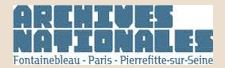 ARCHIVES
NATIONALES
Fontainebleau - Paris - Pierrefitte-sur-Seine